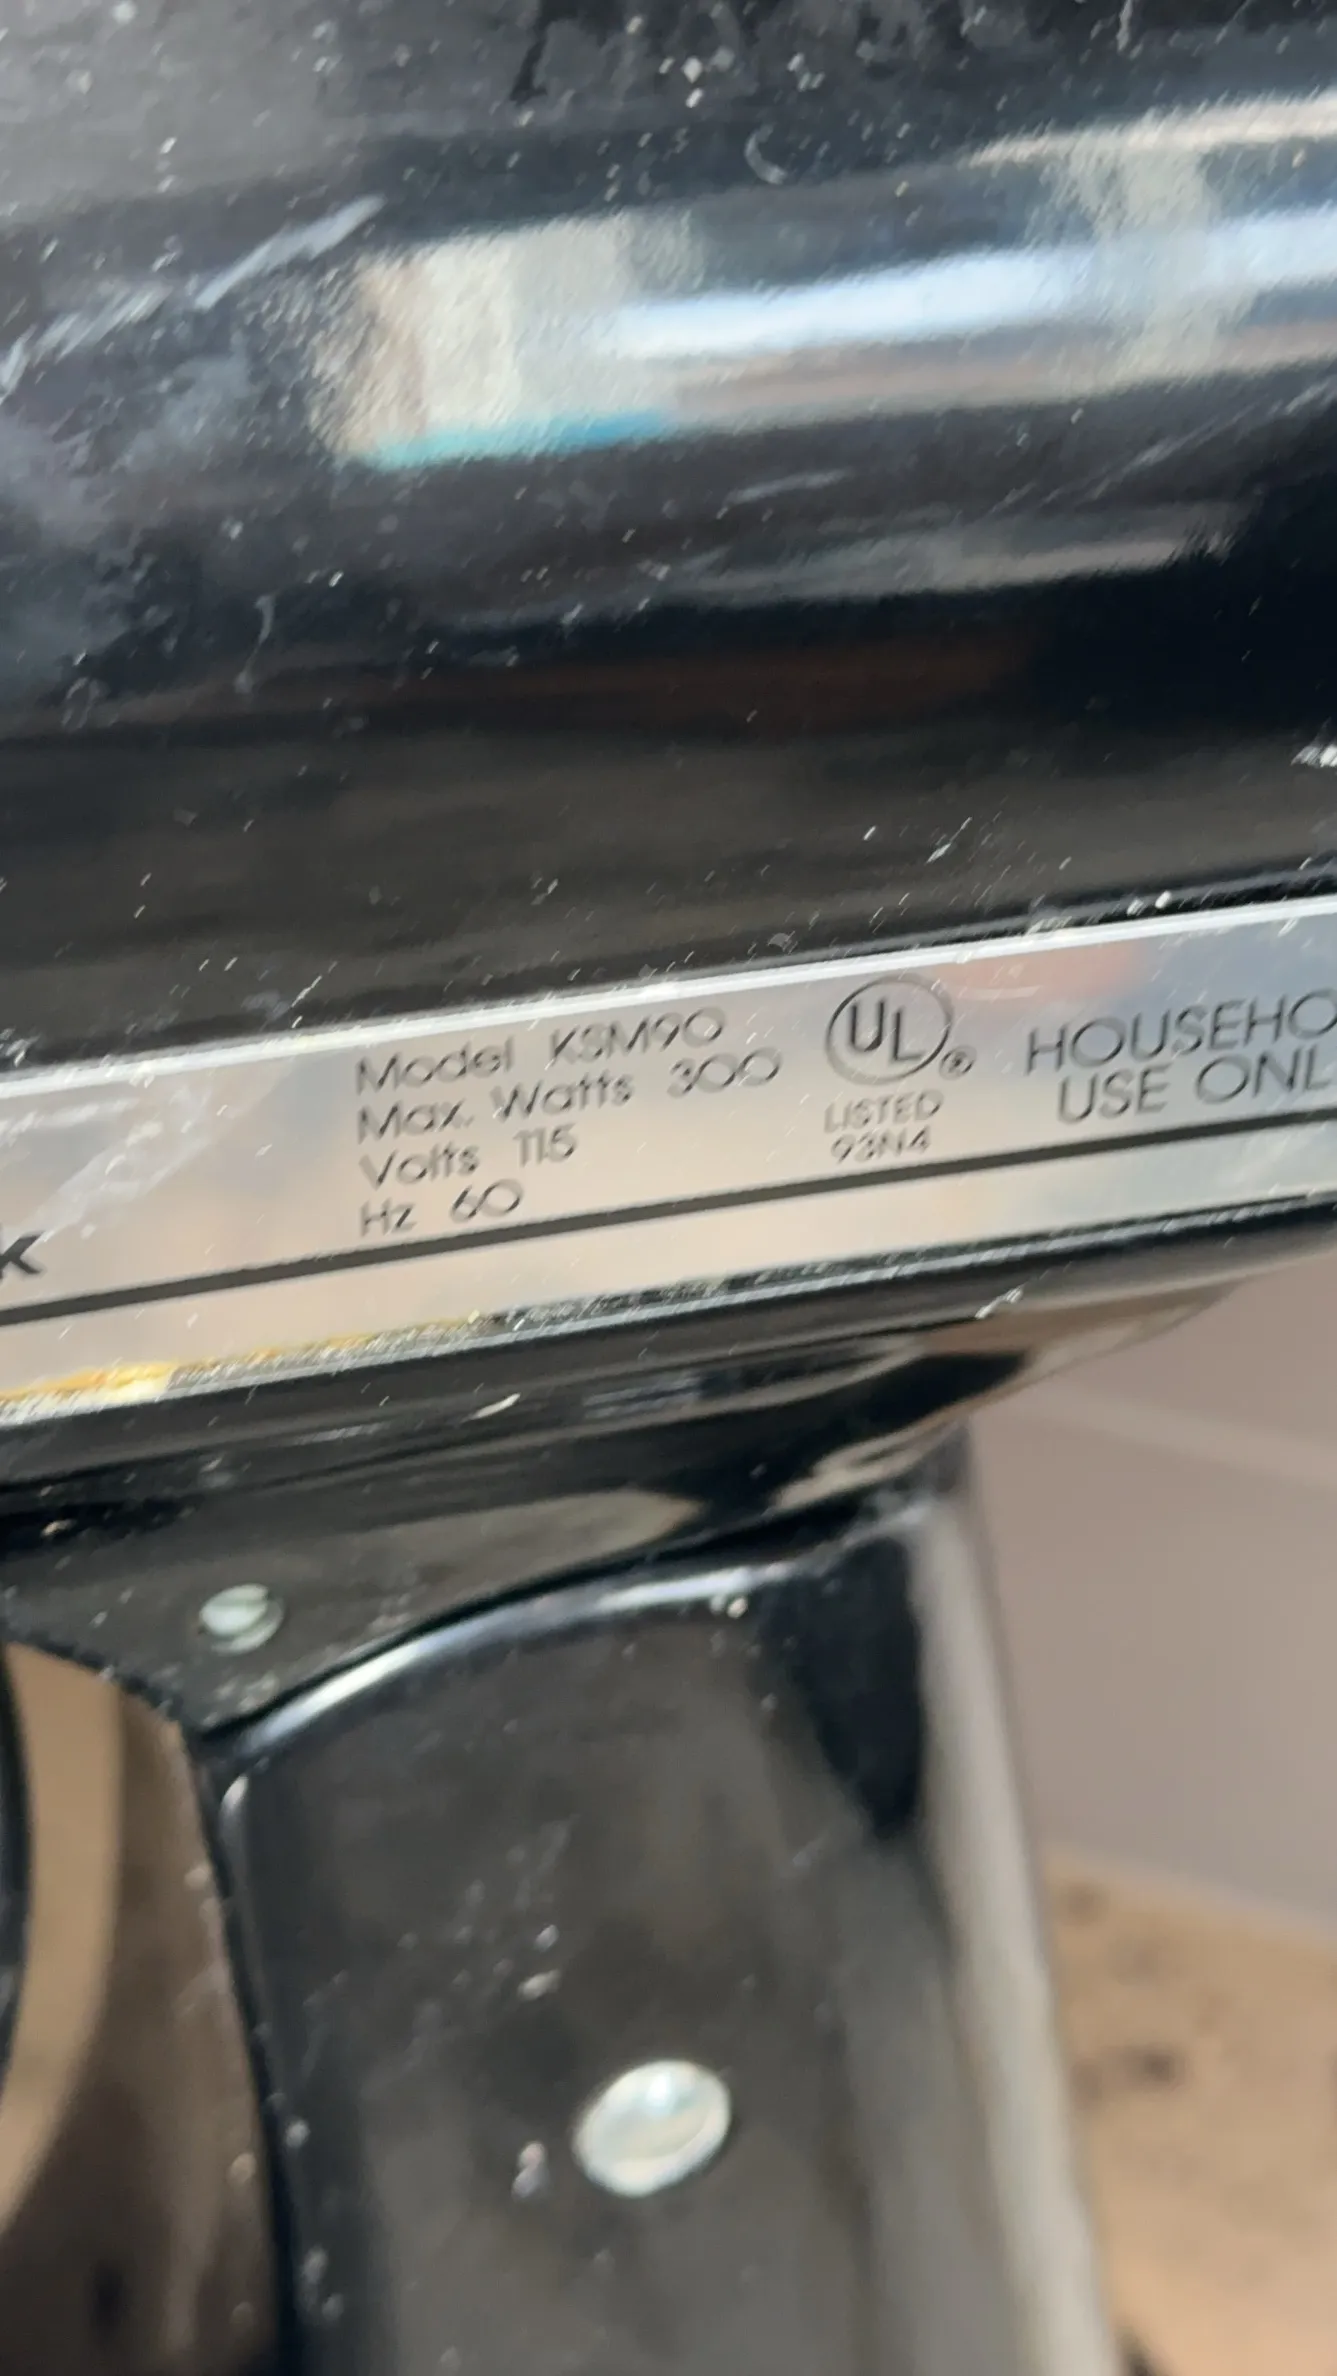 Model KSM90
Max. Watts 300
Volts 115
Hz 60
k
UL®
LISTED
93N4
HOUSEHO
USE ONL